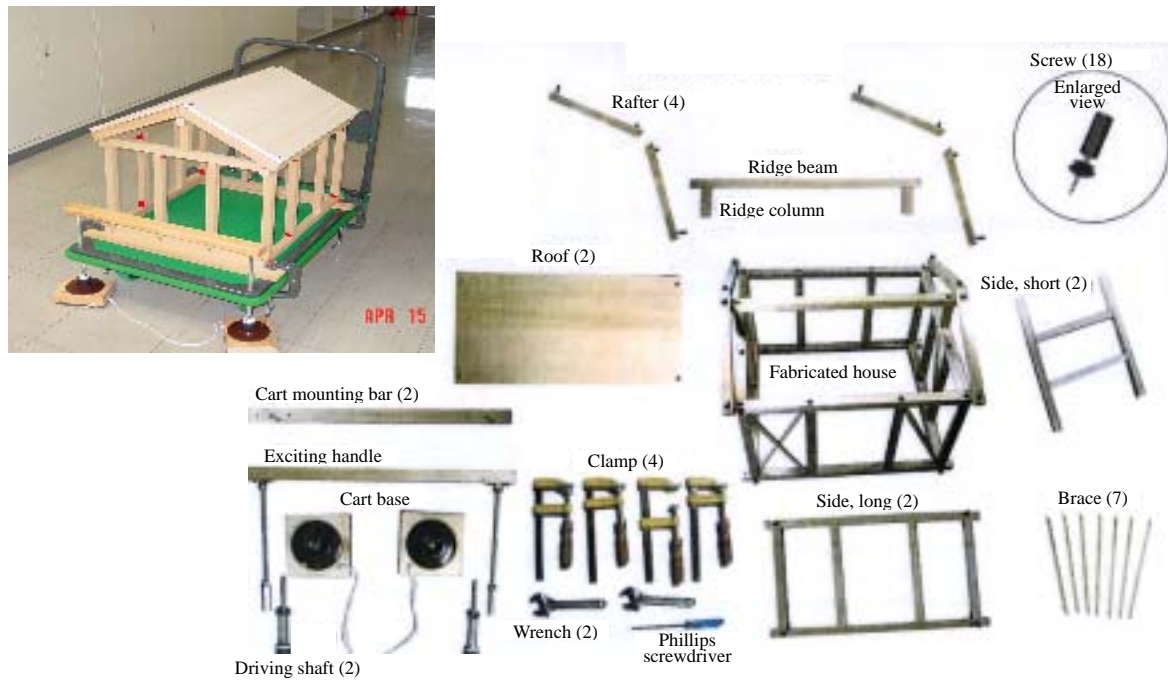 Screw (18)
Enlarged
view
Rafter (4)
Ridge beam
Ridge column
Roof (2)
Side, short (2)
APR 15
Fabricated house
Cart mounting bar (2)
Exciting handle
Clamp (4)
Cart base
Side, long (2)
Brace (7)
Wrench (2)
Phillips
screwdriver
Driving shaft (2)